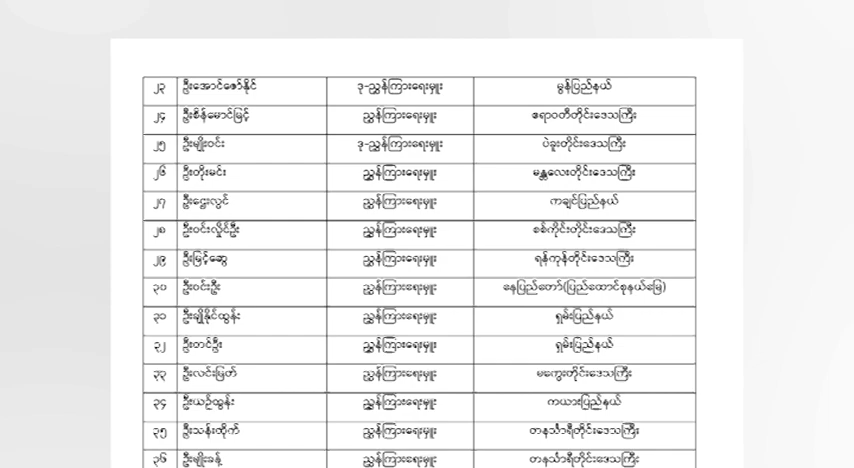 ၂၃ ဦးအောင်ဇော်နိုင် ဒု-ညွှန်ကြားရေးမှူး မွန်ပြည်နယ်
၂၄ ဦးစိန်မောင်မြင့် ညွှန်ကြားရေးမှူး ဧရာဝတီတိုင်းဒေသကြီး
၂၅ ဦးမျိုးဝင်း ဒု-ညွှန်ကြားရေးမှူး ပဲခူးတိုင်းဒေသကြီး
၂၆ ဦးတိုးမင်း ညွှန်ကြားရေးမှူး မန္တလေးတိုင်းဒေသကြီး
၂၇ ဦးဌေးလွင် ညွှန်ကြားရေးမှူး ကချင်ပြည်နယ်
၂၈ ဦးဝင်းလှိုင်ဦး ညွှန်ကြားရေးမှူး စစ်ကိုင်းတိုင်းဒေသကြီး
၂၉ ဦးမြင့်ဆွေ ညွှန်ကြားရေးမှူး ရန်ကုန်တိုင်းဒေသကြီး
၃၀ ဦးဝင်းဦး ညွှန်ကြားရေးမှူး နေပြည်တော်(ပြည်ထောင်စုနယ်မြေ)
၃၁ ဦးချိုနိုင်ထွန်း ညွှန်ကြားရေးမှူး ရှမ်းပြည်နယ်
၃၂ ဦးတင်ဦး ညွှန်ကြားရေးမှူး ရှမ်းပြည်နယ်
၃၃ ဦးလင်းမြတ် ညွှန်ကြားရေးမှူး မကွေးတိုင်းဒေသကြီး
၃၄ ဦးယဉ်ထွန်း ညွှန်ကြားရေးမှူး ကယားပြည်နယ်
၃၅ ဦးသန်းထိုက် ညွှန်ကြားရေးမှူး တနင်္သာရီတိုင်းဒေသကြီး
၃၆ ဦးမျိုးခန့် ညွှန်ကြားရေးမှူး တနင်္သာရီတိုင်းဒေသကြီး